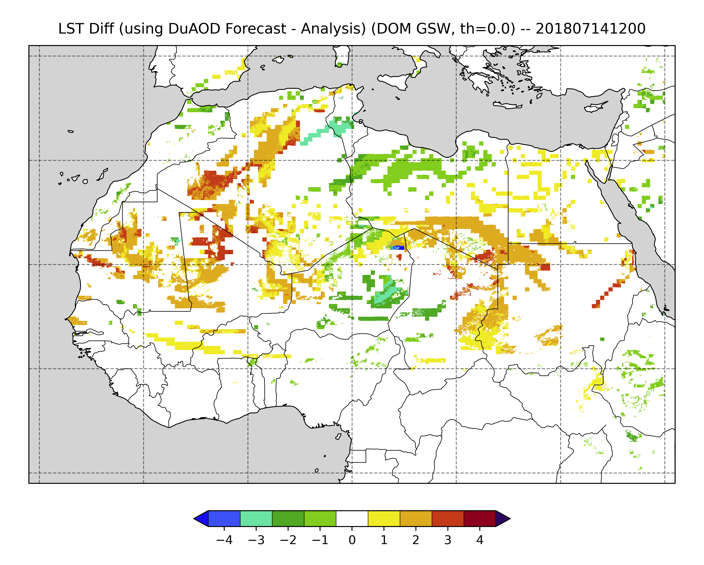 LST Diff (using DuAOD Forecast - Analysis) (DOM GSW, th=0.0) -- 201807141200
−4 −3 −2 −1 0 1 2 3 4